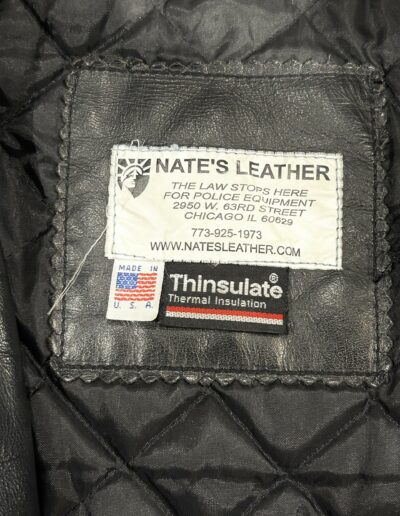 NATE'S LEATHER
THE LAW STOPS HERE
FOR POLICE EQUIPMENT
2950 W. 63RD STREET
CHICAGO IL 60629
773-925-1973
WWW.NATESLEATHER.COM
MADE IN
U. S. A.
Thinsulate®
Thermal Insulation